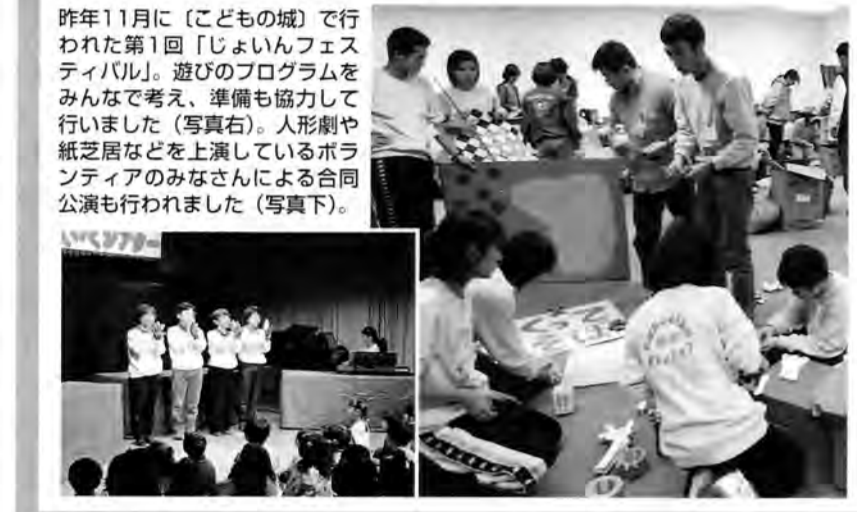 昨年11月に〔こどもの城〕で行
われた第1回「じょいんフェス
ティバル」。遊びのプログラムを
みんなで考え、準備も協力して
行いました（写真右）。人形劇や
紙芝居などを上演しているボラ
ンティアのみなさんによる合同
公演も行われました（写真下）。